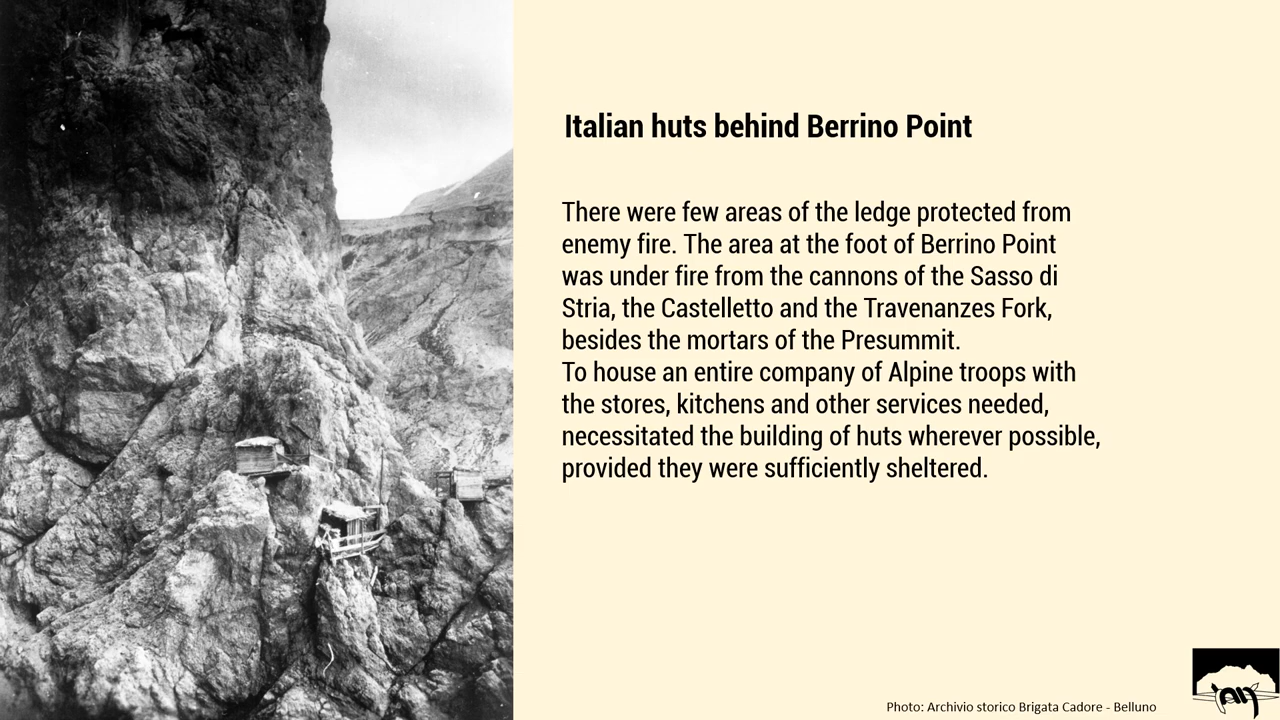 Italian huts behind Berrino Point
There were few areas of the ledge protected from
enemy fire. The area at the foot of Berrino Point
was under fire from the cannons of the Sasso di
Stria, the Castelletto and the Travenanzes Fork,
besides the mortars of the Presummit.
To house an entire company of Alpine troops with
the stores, kitchens and other services needed,
necessitated the building of huts wherever possible,
provided they were sufficiently sheltered.
Photo: Archivio storico Brigata Cadore - Belluno